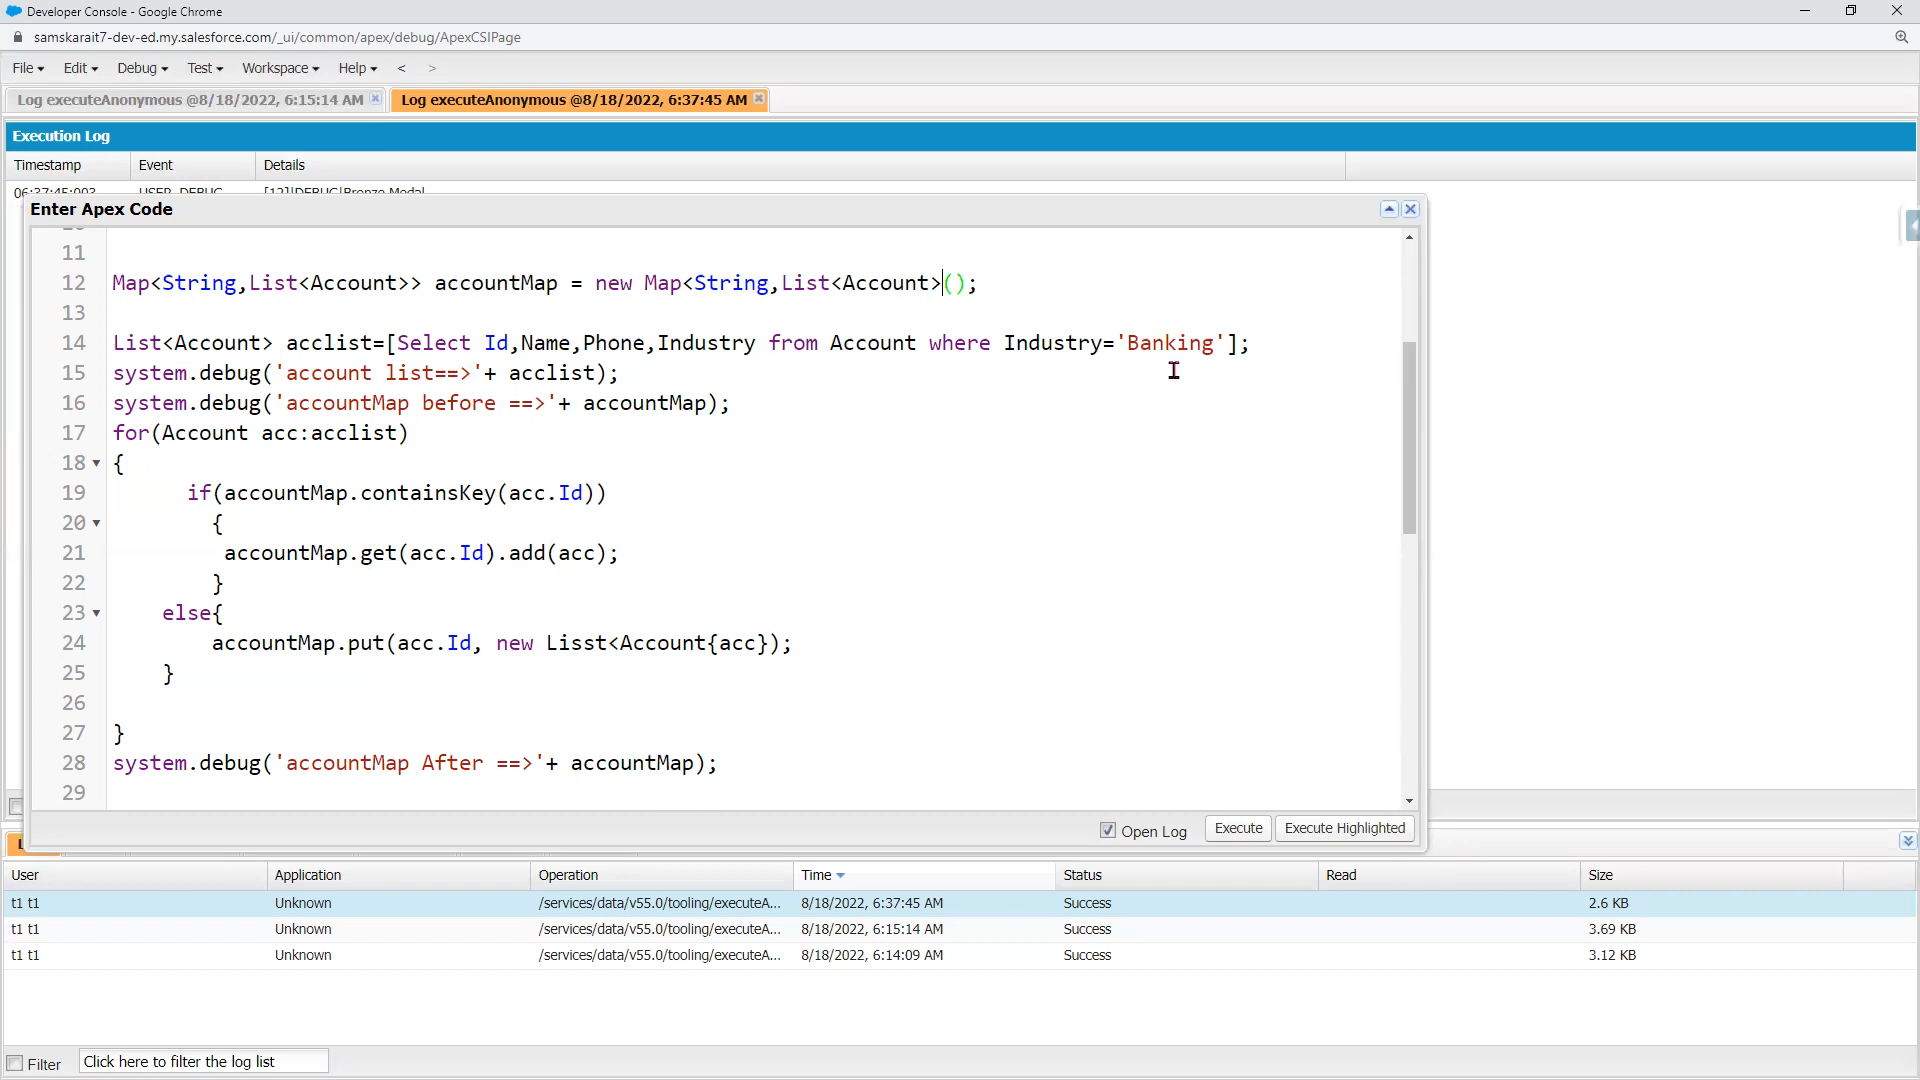 Developer Console - Google Chrome
samskarait7-dev-ed.my.salesforce.com/_ui/common/apex/debug/ApexCSIPage
File Edit Debug Test Workspace Help < >
Log executeAnonymous @8/18/2022, 6:15:14 AM Log executeAnonymous @8/18/2022, 6:37:45 AM
Execution Log
Timestamp Event Details
06:37:45:003 USER_DEBUG [12]|DEBUG|Bronze Medal
Enter Apex Code
10
11
12 Map<String,List<Account>> accountMap = new Map<String,List<Account>();
13
14 List<Account> acclist=[Select Id,Name,Phone,Industry from Account where Industry='Banking'];
15 system.debug('account list==>'+ acclist);
16 system.debug('accountMap before ==>'+ accountMap);
17 for(Account acc:acclist)
18 {
19 if(accountMap.containsKey(acc.Id))
20 {
21 accountMap.get(acc.Id).add(acc);
22 }
23 else{
24 accountMap.put(acc.Id, new Lisst<Account{acc});
25 }
26
27 }
28 system.debug('accountMap After ==>'+ accountMap);
29
Open Log Execute Execute Highlighted
User Application Operation Time Status Read Size
t1 t1 Unknown /services/data/v55.0/tooling/executeA... 8/18/2022, 6:37:45 AM Success 2.6 KB
t1 t1 Unknown /services/data/v55.0/tooling/executeA... 8/18/2022, 6:15:14 AM Success 3.69 KB
t1 t1 Unknown /services/data/v55.0/tooling/executeA... 8/18/2022, 6:14:09 AM Success 3.12 KB
Filter Click here to filter the log list